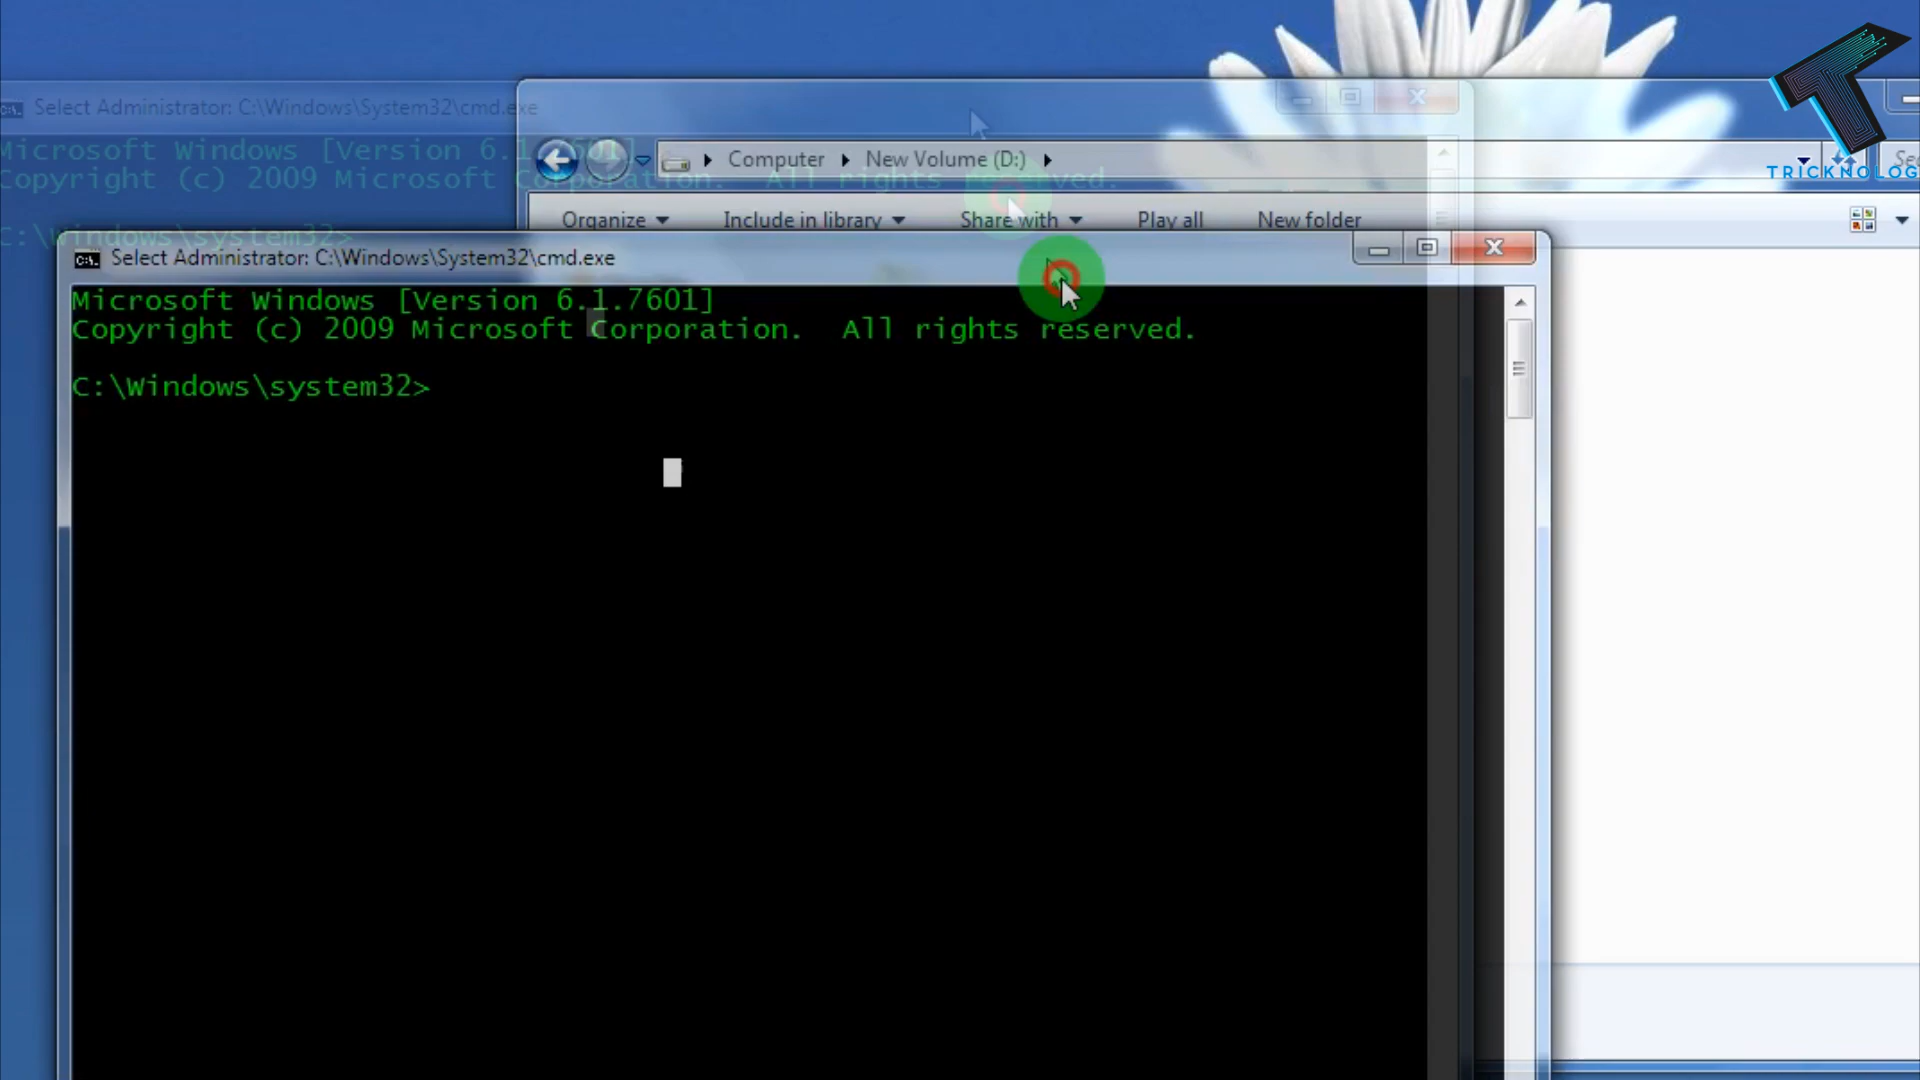 Select Administrator: C:\Windows\System32\cmd.exe
Microsoft Windows [Version 6.1.7601]
Copyright (c) 2009 Microsoft Corporation. All rights reserved.
C:\windows\system32>
TRICKNOLOG
Computer New Volume (D:)
Organize Include in library Share with Play all New folder
C:\. Select Administrator: C:\Windows\System32\cmd.exe
Microsoft Windows [Version 6.1.7601]
Copyright (c) 2009 Microsoft Corporation. All rights reserved.
C:\Windows\system32>